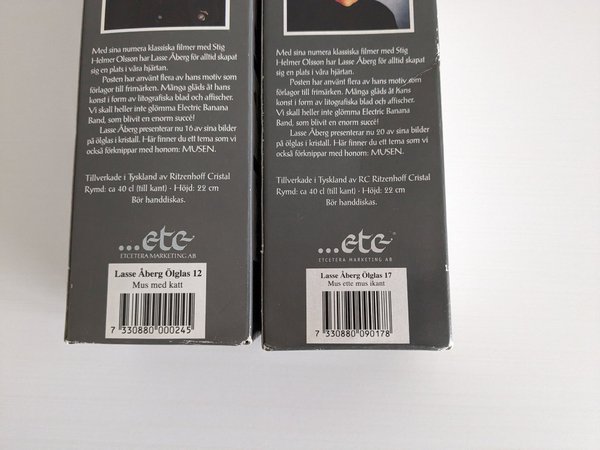 Med sina numera klassiska filmer med Stig
Helmer Olsson har Lasse Åberg för alltid skapat
sig en plats i våra hjärtan.
Posten har använt flera av hans motiv som
förlagor till frimärken. Många gläds åt hans
konst i form av litografiska blad och affischer.
Vi skall heller inte glömma Electric Banana
Band, som blivit en enorm succé!
Lasse Åberg presenterar nu 16 av sina bilder
på ölglas i kristall. Här finner du ett tema som vi
också förknippar med honom: MUSEN.
Tillverkade i Tyskland av Ritzenhoff Cristal
Rymd: ca 40 cl (till kant) · Höjd: 22 cm
Bör handdiskas.
...etc
ETCETERA MARKETING AB
Lasse Åberg Ölglas 12
Mus med katt
7 330880 000245
Med sina numera klassiska filmer med Stig
Helmer Olsson har Lasse Åberg för alltid skapat
sig en plats i våra hjärtan.
Posten har använt flera av hans motiv som
förlagor till frimärken. Många gläds åt hans
konst i form av litografiska blad och affischer.
Vi skall heller inte glömma Electric Banana
Band, som blivit en enorm succé!
Lasse Åberg presenterar nu 20 av sina bilder
på ölglas i kristall. Här finner du ett tema som vi
också förknippar med honom: MUSEN.
Tillverkade i Tyskland av RC Ritzenhoff Cristal
Rymd: ca 40 cl (till kant) · Höjd: 22 cm
Bör handdiskas.
...etc
ETCETERA MARKETING AB
Lasse Åberg Ölglas 17
Mus ette mus ikant
7 330880 090178